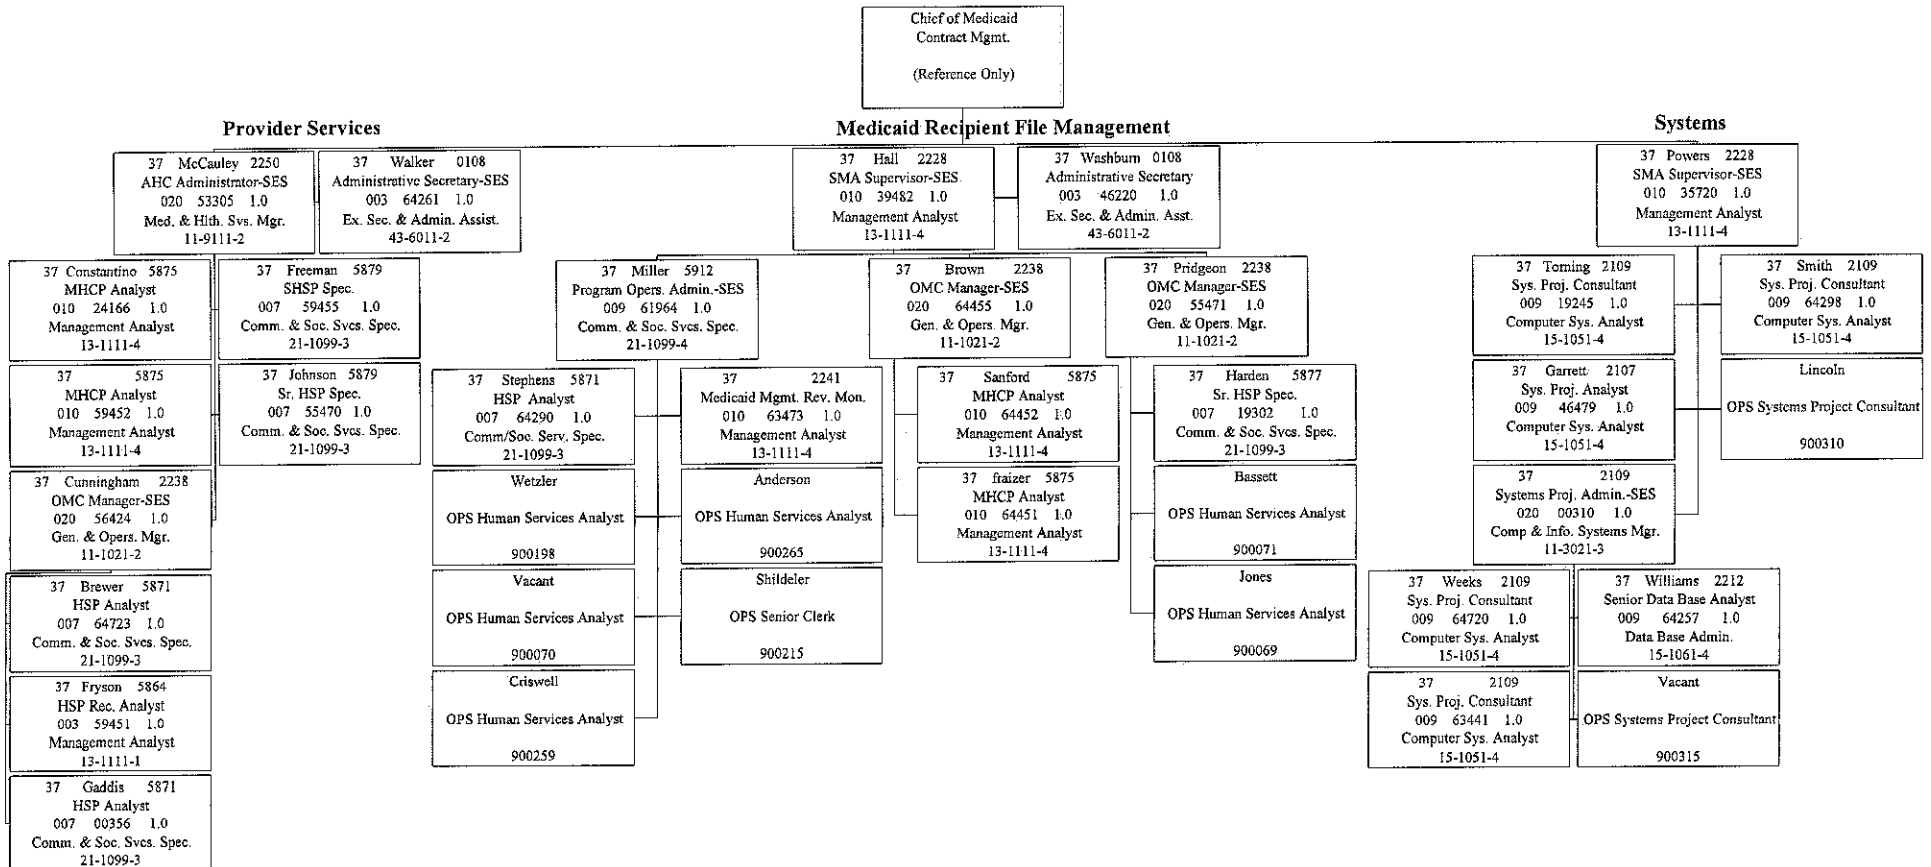 Chief of Medicaid
Contract Mgmt.
(Reference Only)
Provider Services
Medicaid Recipient File Management
Systems
37 McCauley 2250
AHC Administrator-SES
020 53305 1.0
Med. & Hlth. Svs. Mgr.
11-9111-2
37 Walker 0108
Administrative Secretary-SES
003 64261 1.0
Ex. Sec. & Admin. Assist.
43-6011-2
37 Hall 2228
SMA Supervisor-SES
010 39482 1.0
Management Analyst
13-1111-4
37 Washburn 0108
Administrative Secretary
003 46220 1.0
Ex. Sec. & Admin. Asst.
43-6011-2
37 Powers 2228
SMA Supervisor-SES
010 35720 1.0
Management Analyst
13-1111-4
37 Constantino 5875
MHCP Analyst
010 24166 1.0
Management Analyst
13-1111-4
37 Freeman 5879
SHSP Spec.
007 59455 1.0
Comm. & Soc. Svcs. Spec.
21-1099-3
37 5875
MHCP Analyst
010 59452 1.0
Management Analyst
13-1111-4
37 Johnson 5879
Sr. HSP Spec.
007 55470 1.0
Comm. & Soc. Svcs. Spec.
21-1099-3
37 Cunningham 2238
OMC Manager-SES
020 56424 1.0
Gen. & Opers. Mgr.
11-1021-2
37 Brewer 5871
HSP Analyst
007 64723 1.0
Comm. & Soc. Svcs. Spec.
21-1099-3
37 Fryson 5864
HSP Rec. Analyst
003 59451 1.0
Management Analyst
13-1111-1
37 Gaddis 5871
HSP Analyst
007 00356 1.0
Comm. & Soc. Svcs. Spec.
21-1099-3
37 Miller 5912
Program Opers. Admin.-SES
009 61964 1.0
Comm. & Soc. Svcs. Spec.
21-1099-4
37 Brown 2238
OMC Manager-SES
020 64455 1.0
Gen. & Opers. Mgr.
11-1021-2
37 Pridgeon 2238
OMC Manager-SES
020 55471 1.0
Gen. & Opers. Mgr.
11-1021-2
37 Stephens 5871
HSP Analyst
007 64290 1.0
Comm/Soc. Serv. Spec.
21-1099-3
37 2241
Medicaid Mgmt. Rev. Mon.
010 63473 1.0
Management Analyst
13-1111-4
Wetzler
OPS Human Services Analyst
900198
Anderson
OPS Human Services Analyst
900265
Vacant
OPS Human Services Analyst
900070
Shildeler
OPS Senior Clerk
900215
Criswell
OPS Human Services Analyst
900259
37 Sanford 5875
MHCP Analyst
010 64452 1.0
Management Analyst
13-1111-4
37 fraizer 5875
MHCP Analyst
010 64451 1.0
Management Analyst
13-1111-4
37 Harden 5877
Sr. HSP Spec.
007 19302 1.0
Comm. & Soc. Svcs. Spec.
21-1099-3
Bassett
OPS Human Services Analyst
900071
Jones
OPS Human Services Analyst
900069
37 Torning 2109
Sys. Proj. Consultant
009 19245 1.0
Computer Sys. Analyst
15-1051-4
37 Smith 2109
Sys. Proj. Consultant
009 64298 1.0
Computer Sys. Analyst
15-1051-4
37 Garrett 2107
Sys. Proj. Analyst
009 46479 1.0
Computer Sys. Analyst
15-1051-4
Lincoln
OPS Systems Project Consultant
900310
37 2109
Systems Proj. Admin.-SES
020 00310 1.0
Comp & Info. Systems Mgr.
11-3021-3
37 Weeks 2109
Sys. Proj. Consultant
009 64720 1.0
Computer Sys. Analyst
15-1051-4
37 Williams 2212
Senior Data Base Analyst
009 64257 1.0
Data Base Admin.
15-1061-4
37 2109
Sys. Proj. Consultant
009 63441 1.0
Computer Sys. Analyst
15-1051-4
Vacant
OPS Systems Project Consultant
900315